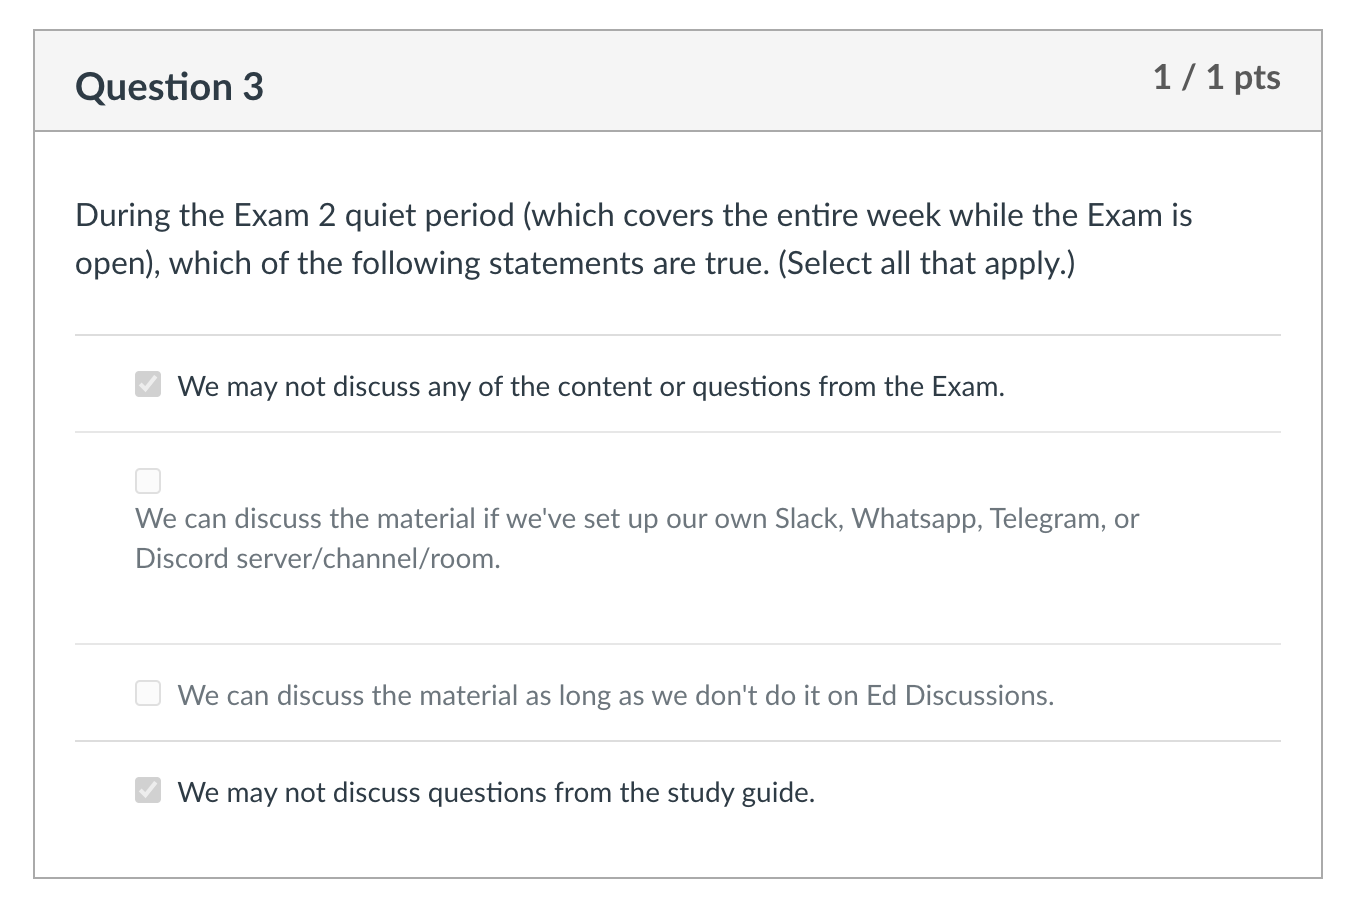 Question 3
1 / 1 pts
During the Exam 2 quiet period (which covers the entire week while the Exam is
open), which of the following statements are true. (Select all that apply.)
We may not discuss any of the content or questions from the Exam.
We can discuss the material if we've set up our own Slack, Whatsapp, Telegram, or
Discord server/channel/room.
We can discuss the material as long as we don't do it on Ed Discussions.
We may not discuss questions from the study guide.